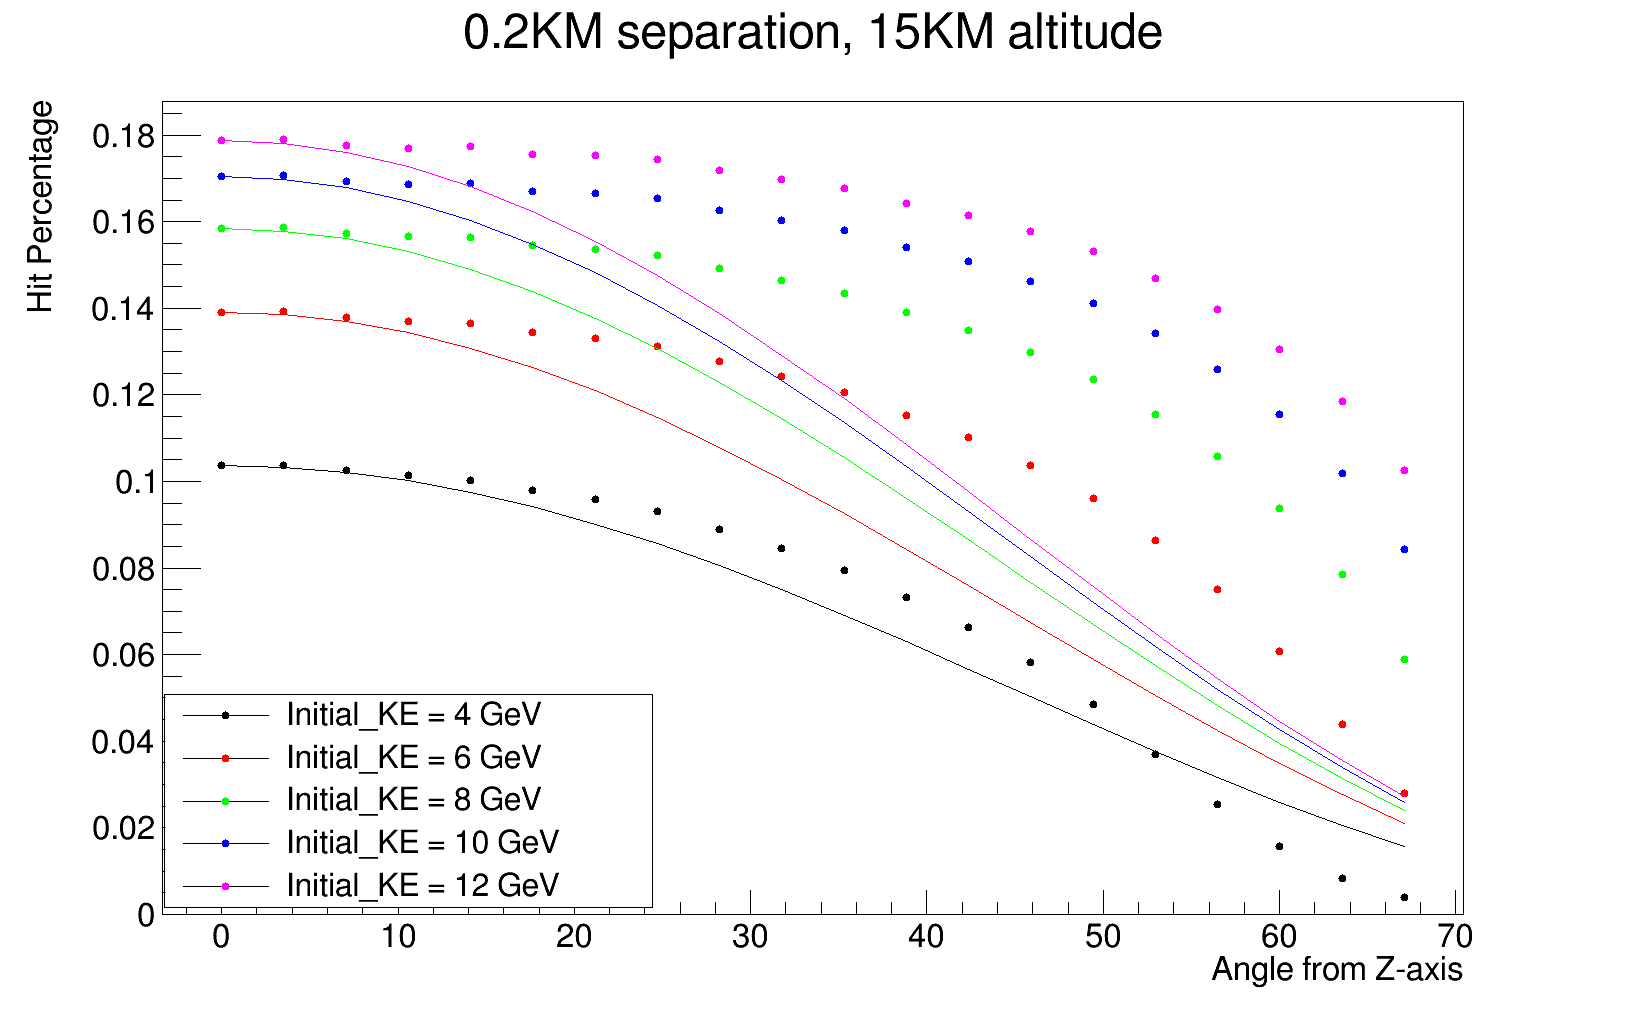 0.2KM separation, 15KM altitude
Hit Percentage
0.18
0.16
0.14
0.12
0.1
0.08
0.06
0.04
0.02
0
Initial_KE = 4 GeV
Initial_KE = 6 GeV
Initial_KE = 8 GeV
Initial_KE = 10 GeV
Initial_KE = 12 GeV
0 10 20 30 40 50 60 70
Angle from Z-axis